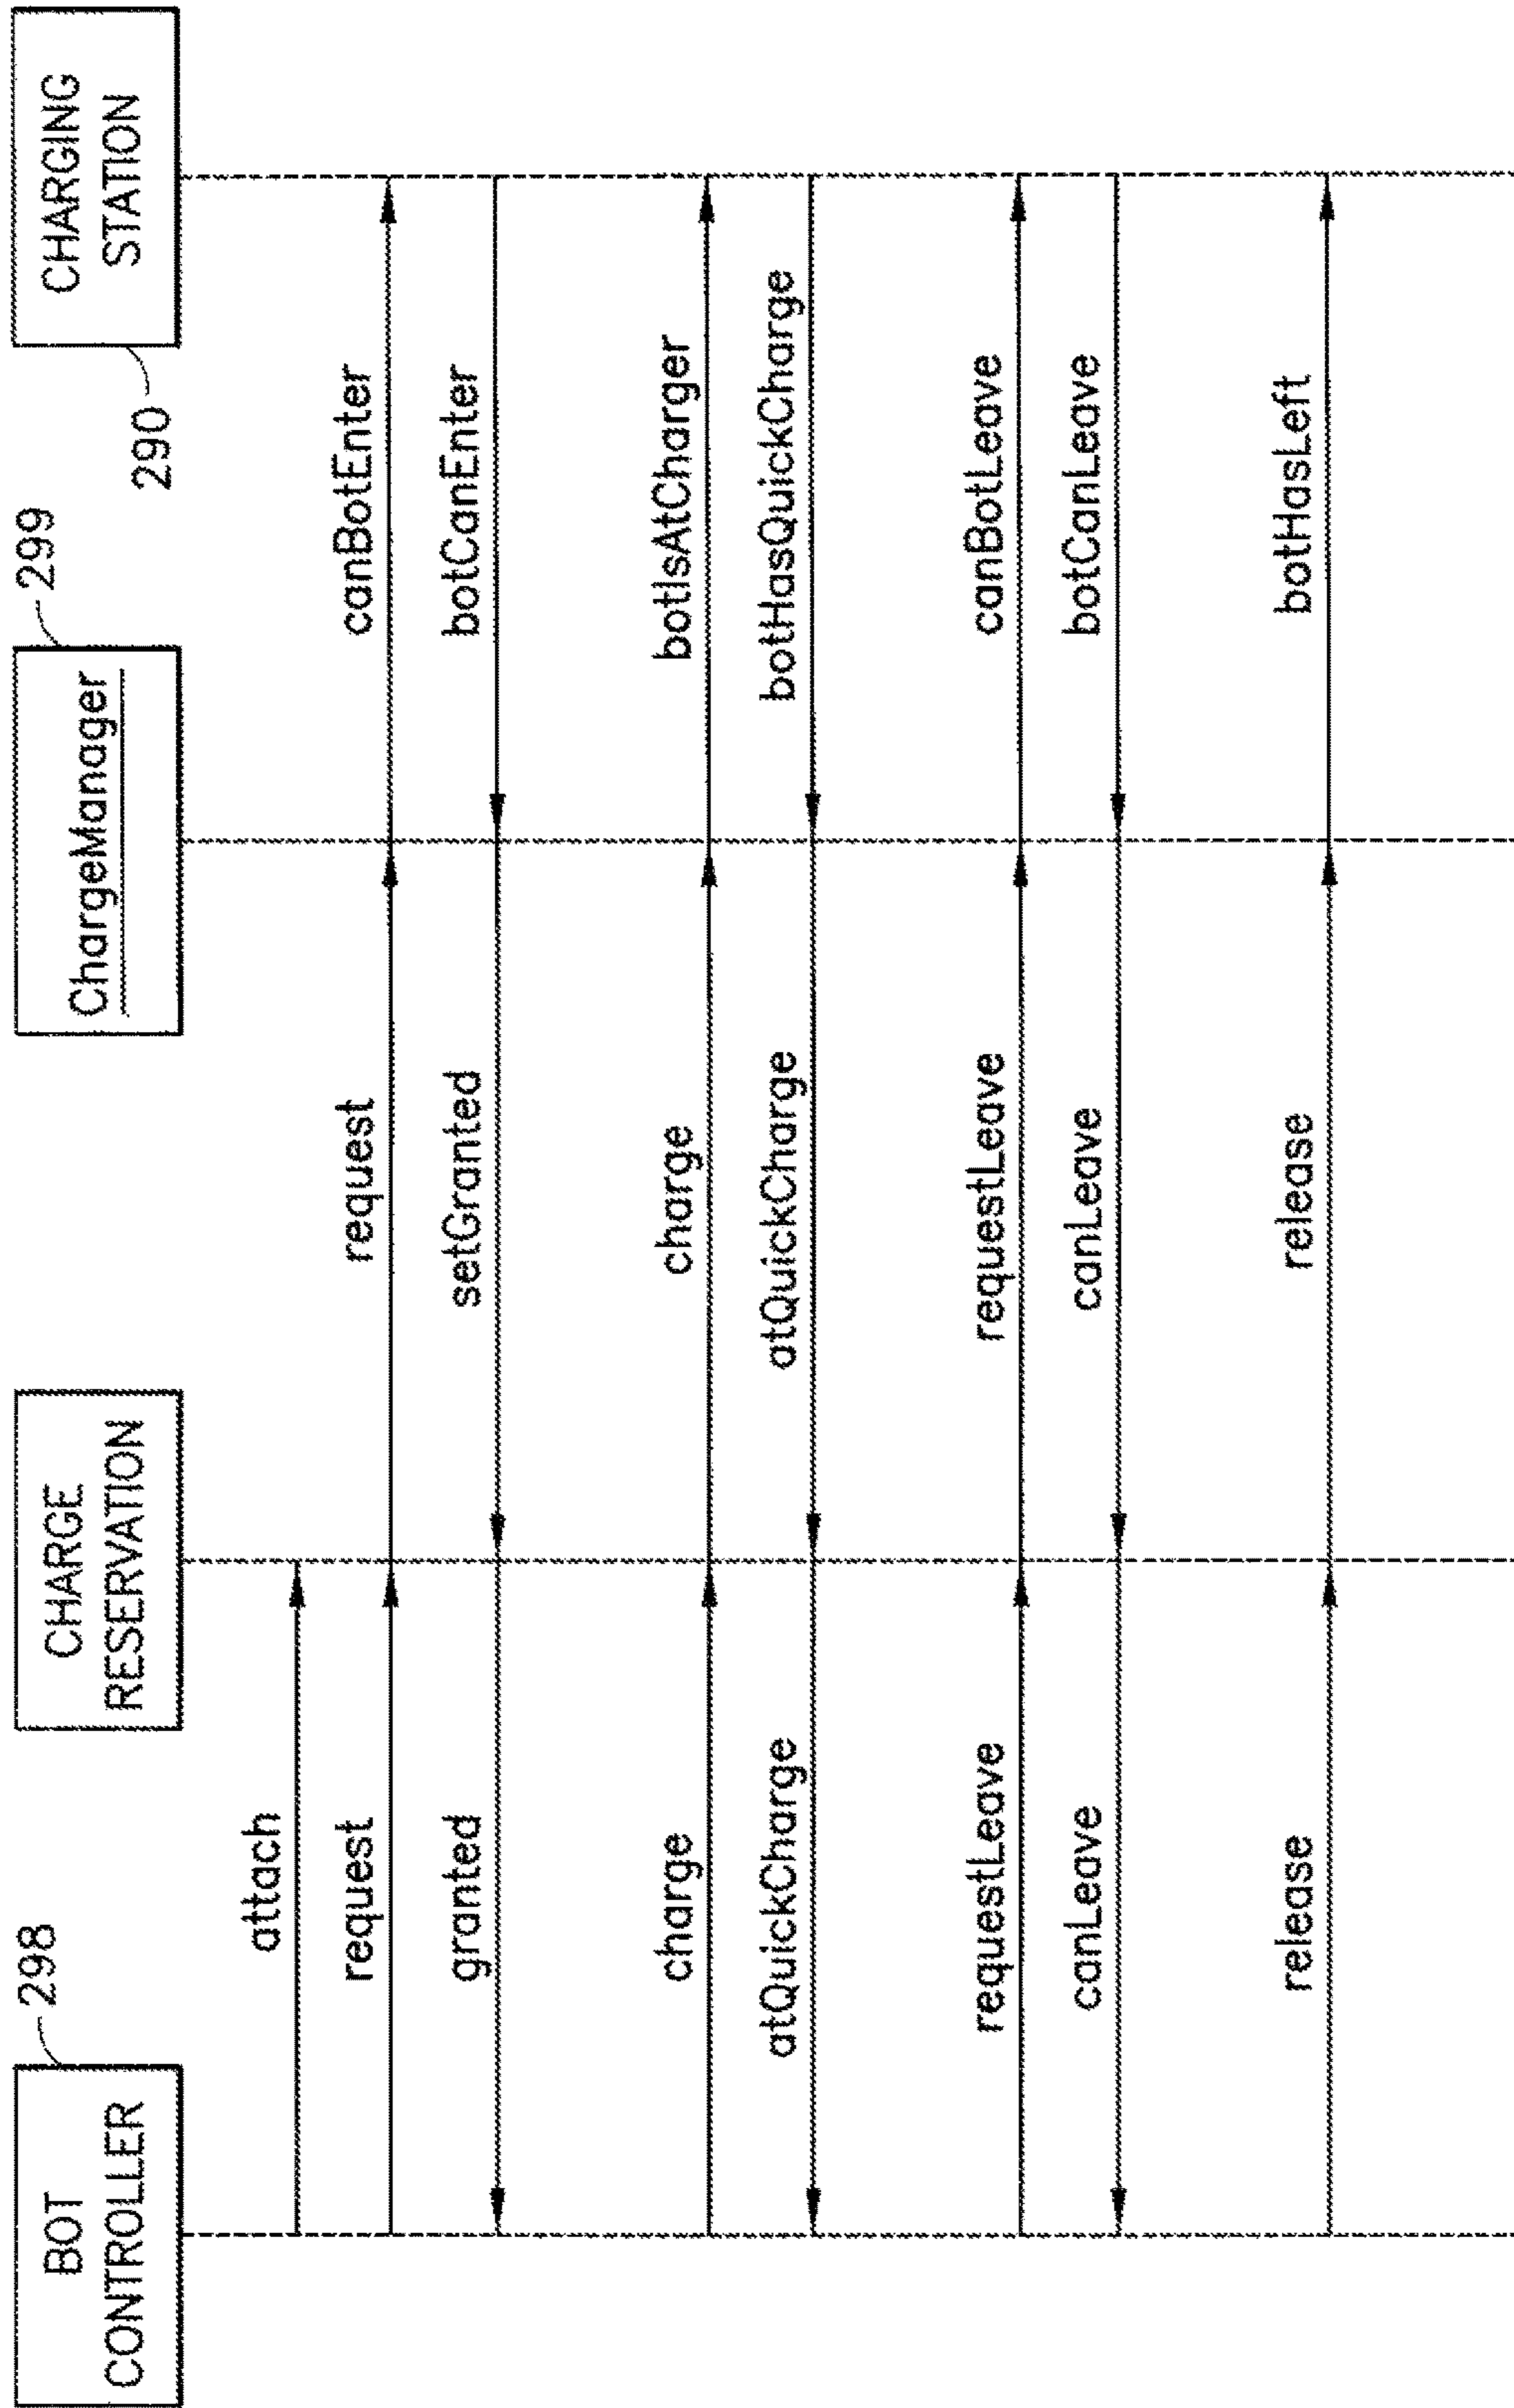 BOT
CONTROLLER
298
CHARGE
RESERVATION
ChargeManager
299
CHARGING
STATION
290
attach
request
request
canBotEnter
granted
setGranted
botCanEnter
charge
charge
botIsAtCharger
atQuickCharge
atQuickCharge
botHasQuickCharge
requestLeave
requestLeave
canBotLeave
canLeave
canLeave
botCanLeave
release
release
botHasLeft